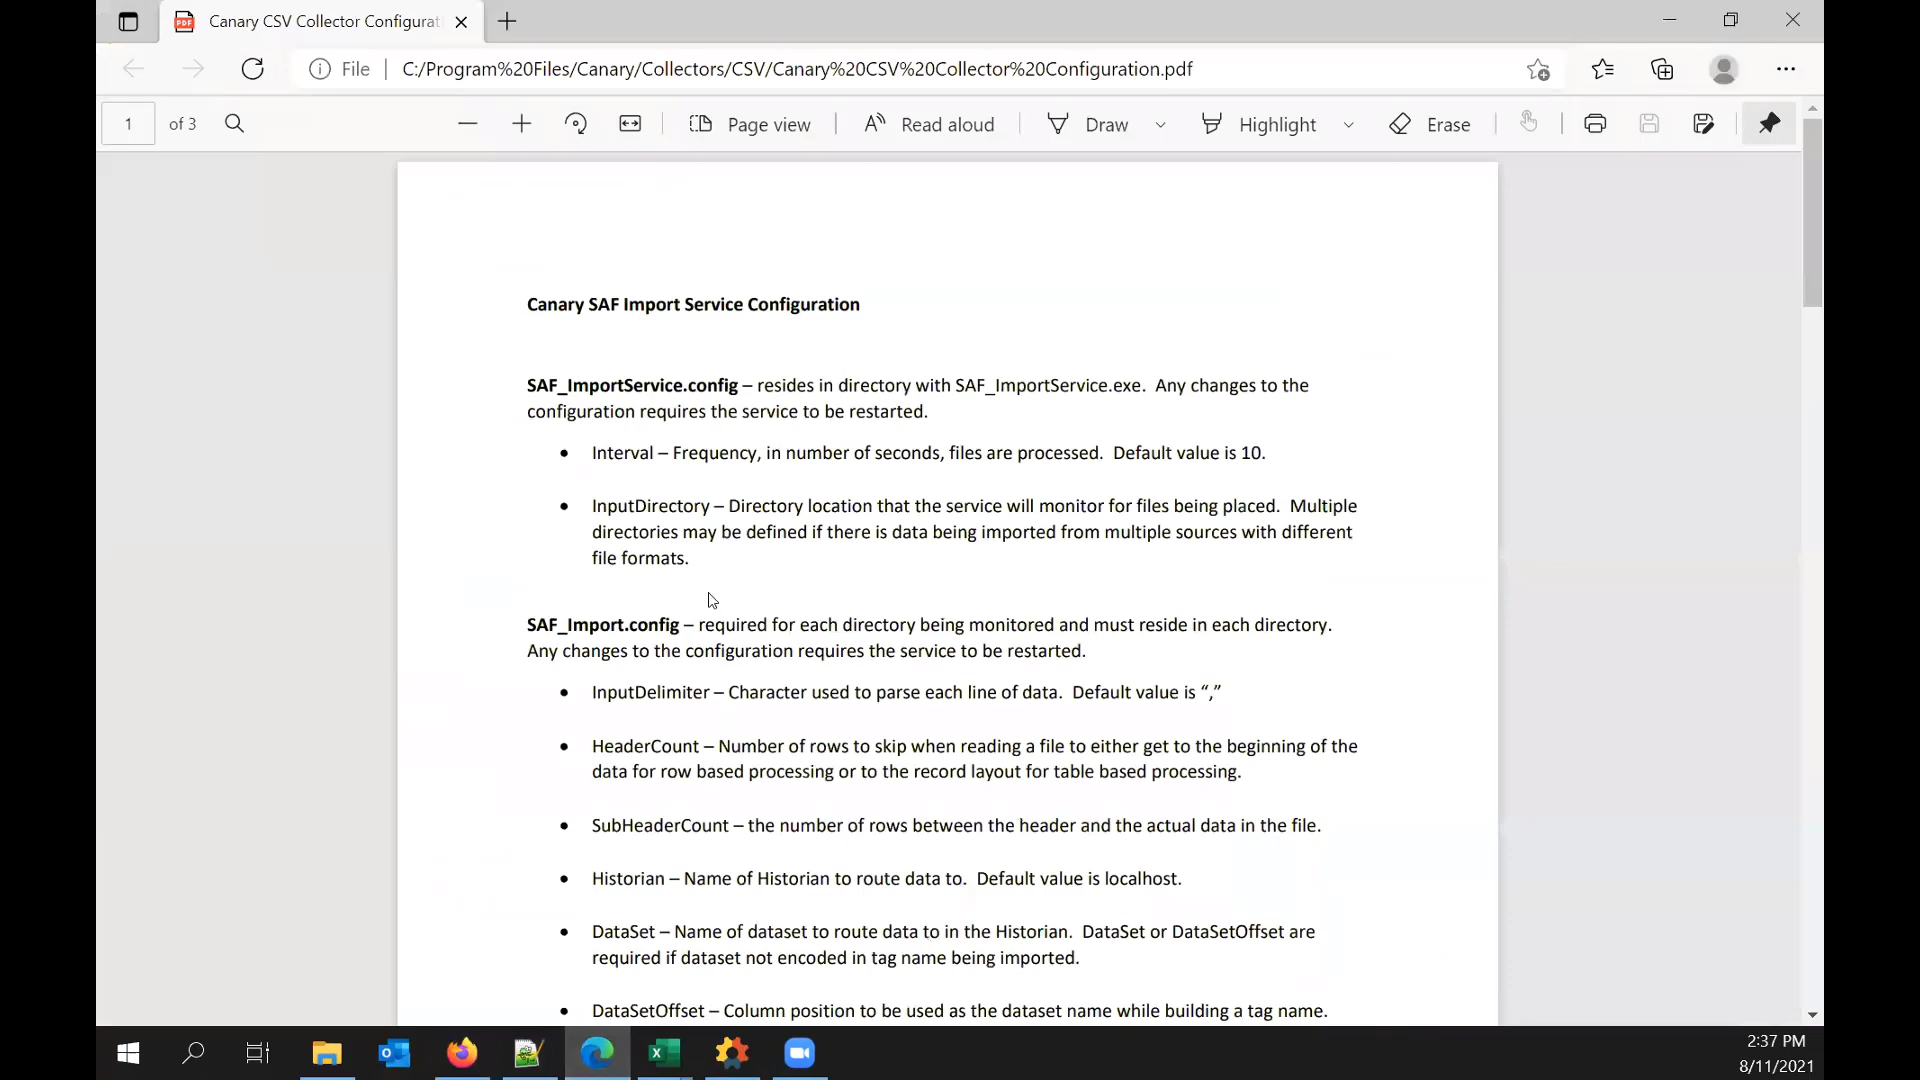 Canary CSV Collector Configurat
File
C:/Program%20Files/Canary/Collectors/CSV/Canary%20CSV%20Collector%20Configuration.pdf
1 of 3
Page view
Read aloud
Draw
Highlight
Erase
Canary SAF Import Service Configuration
SAF_ImportService.config – resides in directory with SAF_ImportService.exe. Any changes to the
configuration requires the service to be restarted.
• Interval – Frequency, in number of seconds, files are processed. Default value is 10.
• InputDirectory – Directory location that the service will monitor for files being placed. Multiple
directories may be defined if there is data being imported from multiple sources with different
file formats.
SAF_Import.config – required for each directory being monitored and must reside in each directory.
Any changes to the configuration requires the service to be restarted.
• InputDelimiter – Character used to parse each line of data. Default value is “,”
• HeaderCount – Number of rows to skip when reading a file to either get to the beginning of the
data for row based processing or to the record layout for table based processing.
• SubHeaderCount – the number of rows between the header and the actual data in the file.
• Historian – Name of Historian to route data to. Default value is localhost.
• DataSet – Name of dataset to route data to in the Historian. DataSet or DataSetOffset are
required if dataset not encoded in tag name being imported.
• DataSetOffset – Column position to be used as the dataset name while building a tag name.
2:37 PM
8/11/2021